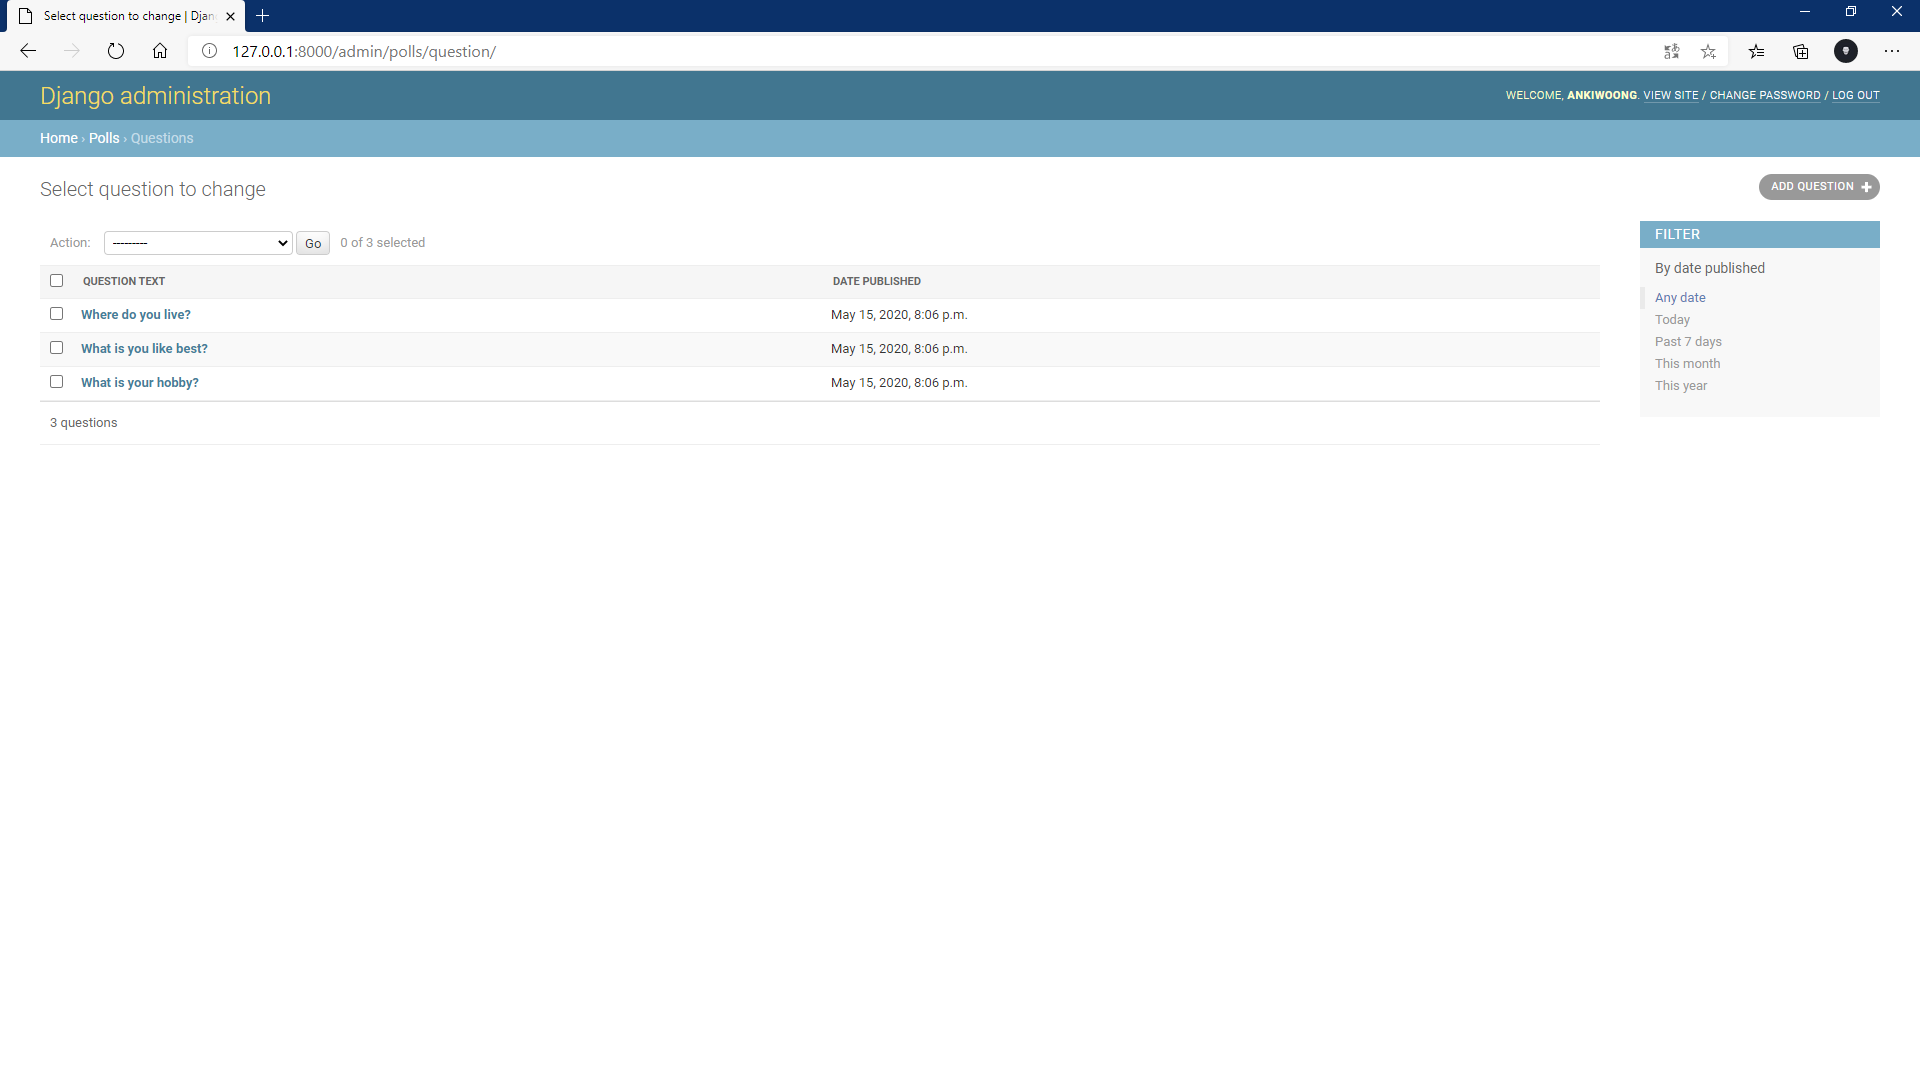 Select question to change | Djan
127.0.0.1:8000/admin/polls/question/
Django administration
WELCOME, ANKIWOONG. VIEW SITE / CHANGE PASSWORD / LOG OUT
Home › Polls › Questions
Select question to change
ADD QUESTION +
Action: --------- Go 0 of 3 selected
QUESTION TEXT DATE PUBLISHED
Where do you live? May 15, 2020, 8:06 p.m.
What is you like best? May 15, 2020, 8:06 p.m.
What is your hobby? May 15, 2020, 8:06 p.m.
3 questions
FILTER
By date published
Any date
Today
Past 7 days
This month
This year